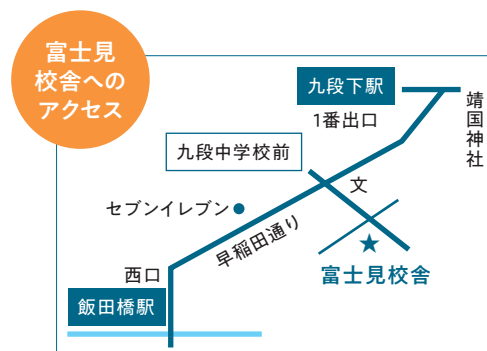 富士見
校舎への
アクセス
九段下駅
1番出口
靖国神社
九段中学校前
文
セブンイレブン
早稲田通り
西口
富士見校舎
飯田橋駅